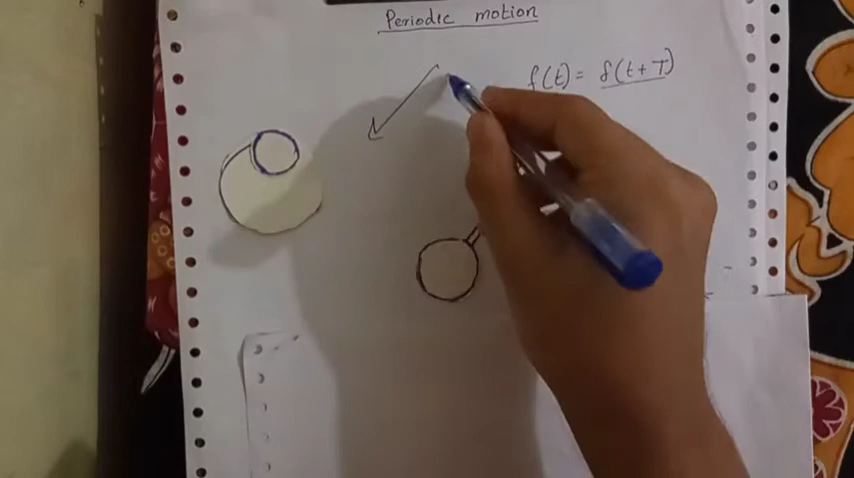 Periodic motion
f(t) = f(t+T)